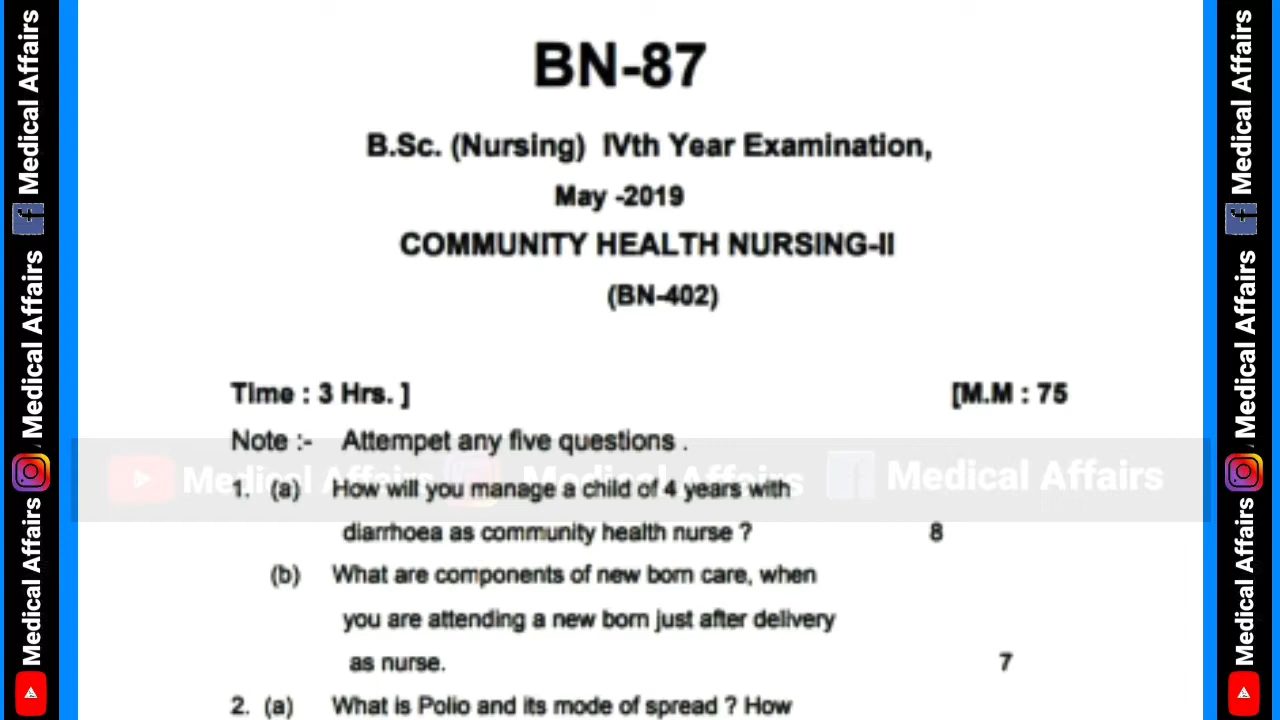 BN-87
B.Sc. (Nursing) IVth Year Examination,
May -2019
COMMUNITY HEALTH NURSING-II
(BN-402)
Time : 3 Hrs. ] [M.M : 75
Note :- Attempet any five questions .
1. (a) How will you manage a child of 4 years with
diarrhoea as community health nurse ? 8
(b) What are components of new born care, when
you are attending a new born just after delivery
as nurse. 7
2. (a) What is Polio and its mode of spread ? How
Medical Affairs Medical Affairs Medical Affairs
Medical Affairs Medical Affairs Medical Affairs
Medical Affairs Medical Affairs Medical Affairs